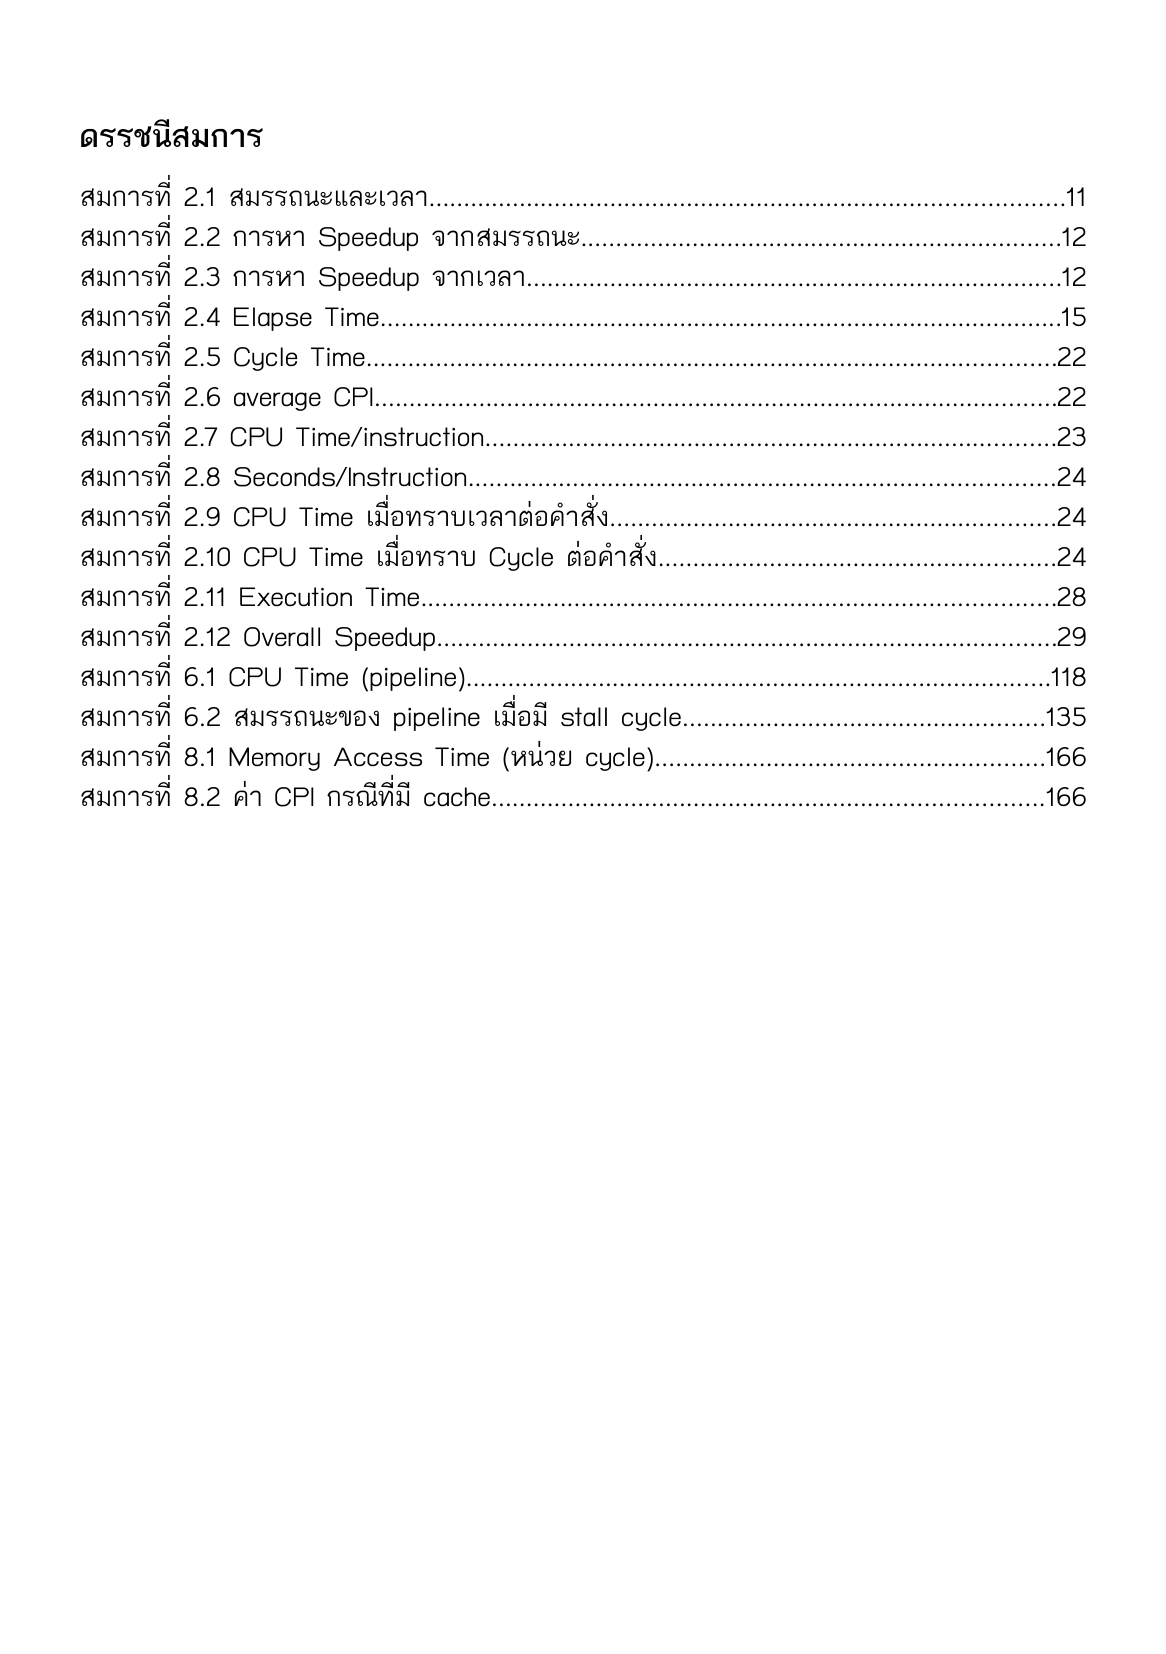 ดรรชนีสมการ
สมการที่ 2.1 สมรรถนะและเวลา........................................................................................11
สมการที่ 2.2 การหา Speedup จากสมรรถนะ....................................................................12
สมการที่ 2.3 การหา Speedup จากเวลา............................................................................12
สมการที่ 2.4 Elapse Time................................................................................................15
สมการที่ 2.5 Cycle Time..................................................................................................22
สมการที่ 2.6 average CPI.................................................................................................22
สมการที่ 2.7 CPU Time/instruction..................................................................................23
สมการที่ 2.8 Seconds/Instruction....................................................................................24
สมการที่ 2.9 CPU Time เมื่อทราบเวลาต่อคำสั่ง................................................................24
สมการที่ 2.10 CPU Time เมื่อทราบ Cycle ต่อคำสั่ง.........................................................24
สมการที่ 2.11 Execution Time..........................................................................................28
สมการที่ 2.12 Overall Speedup........................................................................................29
สมการที่ 6.1 CPU Time (pipeline)...................................................................................118
สมการที่ 6.2 สมรรถนะของ pipeline เมื่อมี stall cycle....................................................135
สมการที่ 8.1 Memory Access Time (หน่วย cycle)........................................................166
สมการที่ 8.2 ค่า CPI กรณีที่มี cache...............................................................................166